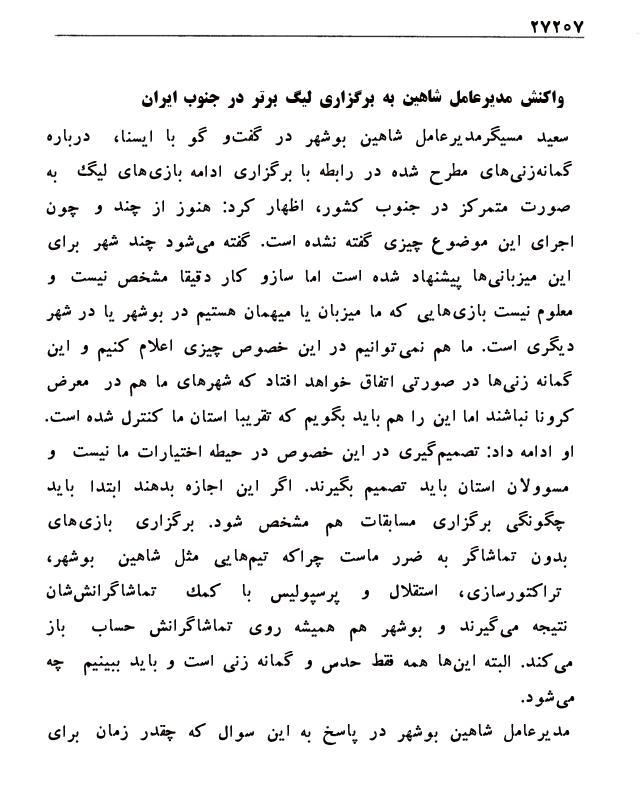 ۲۷۲۰۷
واکنش مدیرعامل شاهین به برگزاری لیگ برتر در جنوب ایران
سعید مسیگرمدیرعامل شاهین بوشهر در گفت‌و گو با ایسنا، درباره
گمانه‌زنی‌های مطرح شده در رابطه با برگزاری ادامه بازی‌های لیگ به
صورت متمرکز در جنوب کشور، اظهار کرد: هنوز از چند و چون
اجرای این موضوع چیزی گفته نشده است. گفته می‌شود چند شهر برای
این میزبانی‌ها پیشنهاد شده است اما سازو کار دقیقا مشخص نیست و
معلوم نیست بازی‌هایی که ما میزبان یا میهمان هستیم در بوشهر یا در شهر
دیگری است. ما هم نمی‌توانیم در این خصوص چیزی اعلام کنیم و این
گمانه زنی‌ها در صورتی اتفاق خواهد افتاد که شهرهای ما هم در معرض
کرونا نباشند اما این را هم باید بگویم که تقریبا استان ما کنترل شده است.
او ادامه داد: تصمیم‌گیری در این خصوص در حیطه اختیارات ما نیست و
مسوولان استان باید تصمیم بگیرند. اگر این اجازه بدهند ابتدا باید
چگونگی برگزاری مسابقات هم مشخص شود. برگزاری بازی‌های
بدون تماشاگر به ضرر ماست چراکه تیم‌هایی مثل شاهین بوشهر،
تراکتورسازی، استقلال و پرسپولیس با کمک تماشاگرانش‌شان
نتیجه می‌گیرند و بوشهر هم همیشه روی تماشاگرانش حساب باز
می‌کند. البته این‌ها همه فقط حدس و گمانه زنی است و باید ببینیم چه
می‌شود.
مدیرعامل شاهین بوشهر در پاسخ به این سوال که چقدر زمان برای